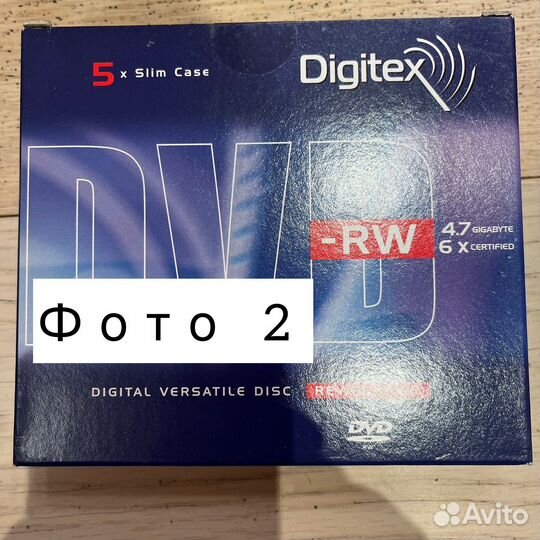 5 x Slim Case
Digitex
DVD
-RW
4.7 GIGABYTE
6 x CERTIFIED
Фото 2
DIGITAL VERSATILE DISC
DVD
Avito